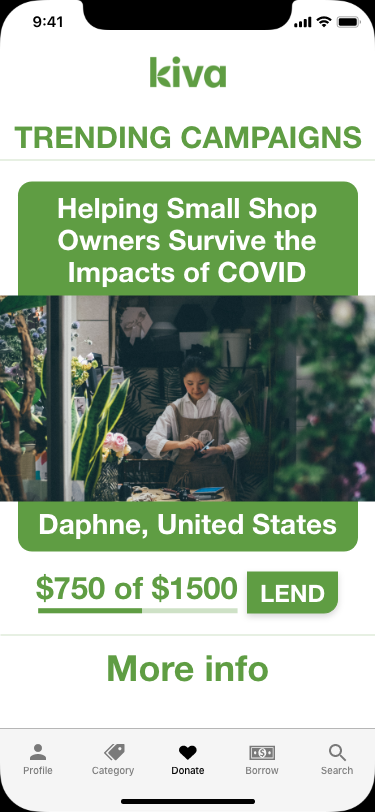 9:41
kiva
TRENDING CAMPAIGNS
Helping Small Shop
Owners Survive the
Impacts of COVID
Daphne, United States
$750 of $1500
LEND
More info
Profile
Category
Donate
Borrow
Search